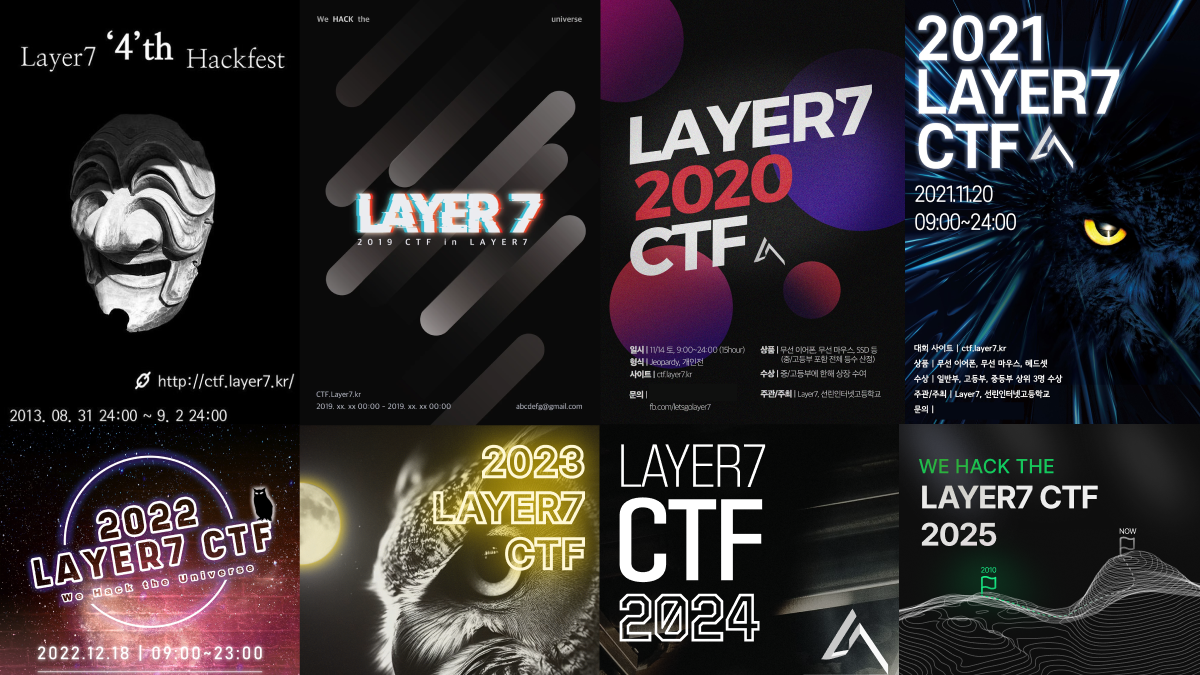 Layer7 ‘4’th Hackfest
http://ctf.layer7.kr/
2013. 08. 31 24:00 ~ 9. 2 24:00
We HACK the
universe
LAYER 7
2019 CTF in LAYER7
CTF.Layer7.kr
2019. xx. xx 00:00 - 2019. xx. xx 00:00
abcdefg@gmail.com
LAYER7
2020
CTF
일시 | 11/14 토, 9:00~24:00 (15hour)
형식 | Jeopardy, 개인전
사이트 | ctf.layer7.kr
문의 |
fb.com/letsgolayer7
상품 | 무선 이어폰, 무선 마우스, SSD 등
(중/고등부 포함 전체 등수 산정)
수상 | 중/고등부에 한해 상장 수여
주관/주최 | Layer7, 선린인터넷고등학교
2021
LAYER7
CTF
2021.11.20
09:00~24:00
대회 사이트 | ctf.layer7.kr
상품 | 무선 이어폰, 무선 마우스, 헤드셋
수상 | 일반부, 고등부, 중등부 상위 3명 수상
주관/주최 | Layer7, 선린인터넷고등학교
문의 |
2022
LAYER7 CTF
We Hack the Universe
2022.12.18 | 09:00~23:00
2023
LAYER7
CTF
LAYER7
CTF
2024
WE HACK THE
LAYER7 CTF
2025
NOW
2010